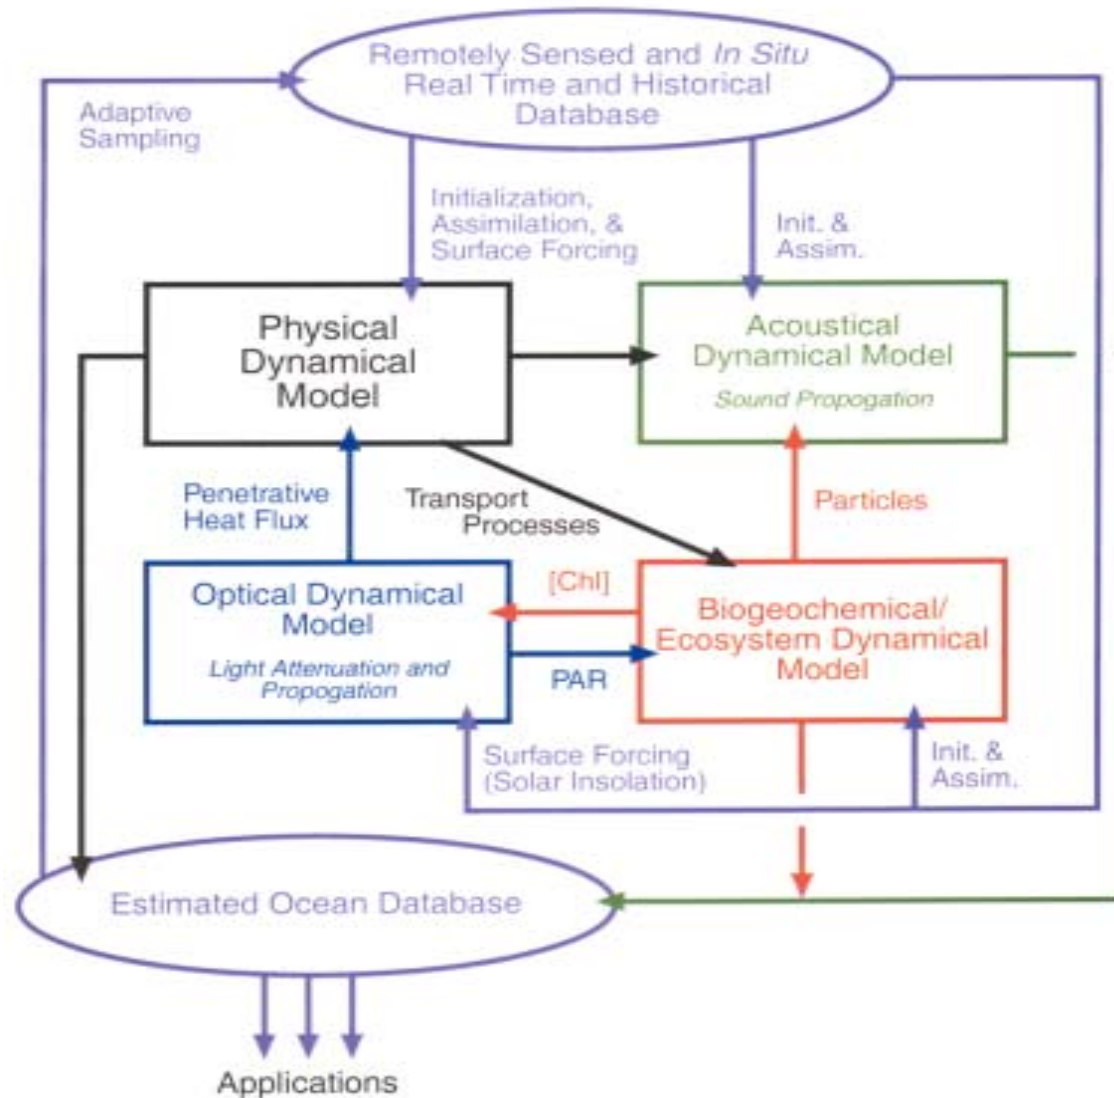 Remotely Sensed and In Situ
Real Time and Historical
Database
Adaptive
Sampling
Initialization,
Assimilation, &
Surface Forcing
Init. &
Assim.
Physical
Dynamical
Model
Acoustical
Dynamical Model
Sound Propogation
Penetrative
Heat Flux
Transport
Processes
Particles
Optical Dynamical
Model
Light Attenuation and
Propogation
[Chl]
PAR
Biogeochemical/
Ecosystem Dynamical
Model
Surface Forcing
(Solar Insolation)
Init. &
Assim.
Estimated Ocean Database
Applications